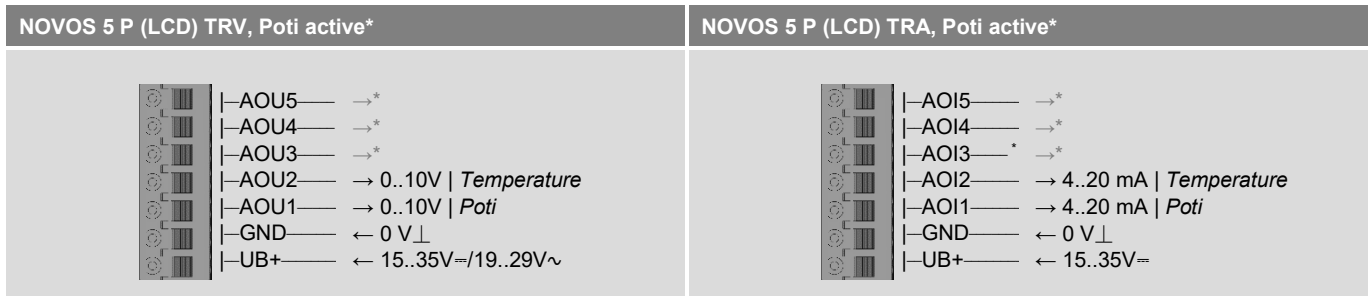 NOVOS 5 P (LCD) TRV, Poti active*
|—AOU5—— →*
|—AOU4—— →*
|—AOU3—— →*
|—AOU2—— → 0..10V | Temperature
|—AOU1—— → 0..10V | Poti
|—GND—— ← 0 V⊥
|—UB+—— ← 15..35V⎓/19..29V∿
NOVOS 5 P (LCD) TRA, Poti active*
|—AOI5—— →*
|—AOI4—— →*
|—AOI3——* →*
|—AOI2—— → 4..20 mA | Temperature
|—AOI1—— → 4..20 mA | Poti
|—GND—— ← 0 V⊥
|—UB+—— ← 15..35V⎓